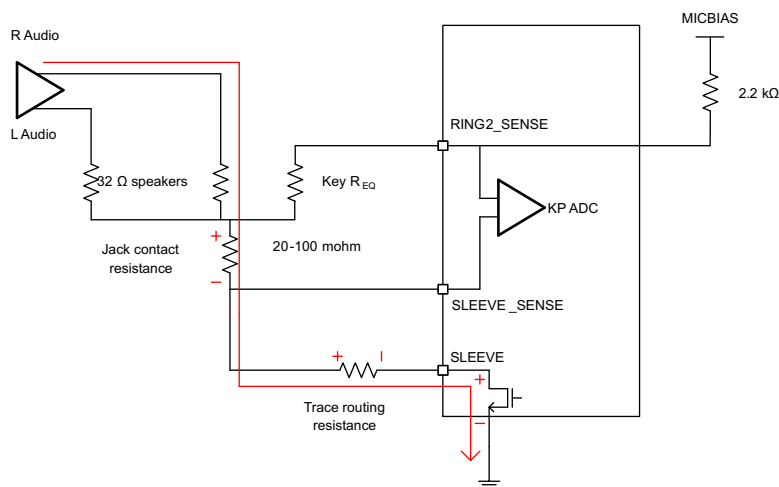 MICBIAS
R Audio
2.2 kΩ
RING2_SENSE
L Audio
32 Ω speakers
Key R EQ
KP ADC
+
Jack contact
resistance
20-100 mohm
−
SLEEVE _SENSE
+
−
SLEEVE
+
Trace routing
resistance
−